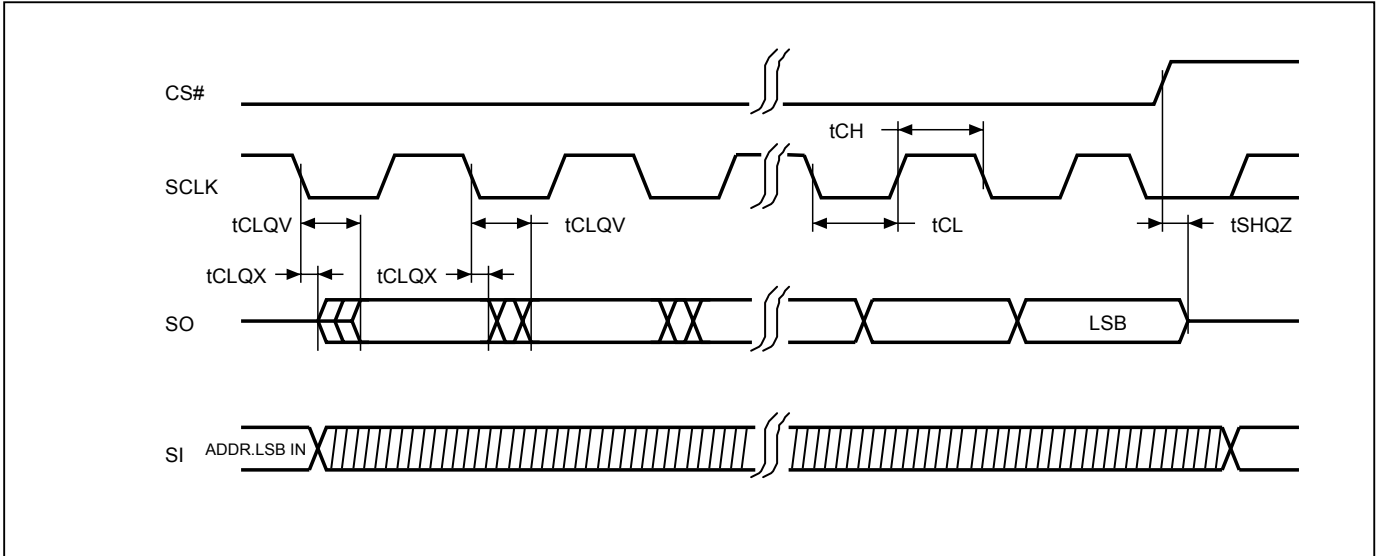 CS#
tCH
SCLK
tCLQV
tCLQV
tCL
tSHQZ
tCLQX
tCLQX
SO
LSB
SI
ADDR.LSB IN